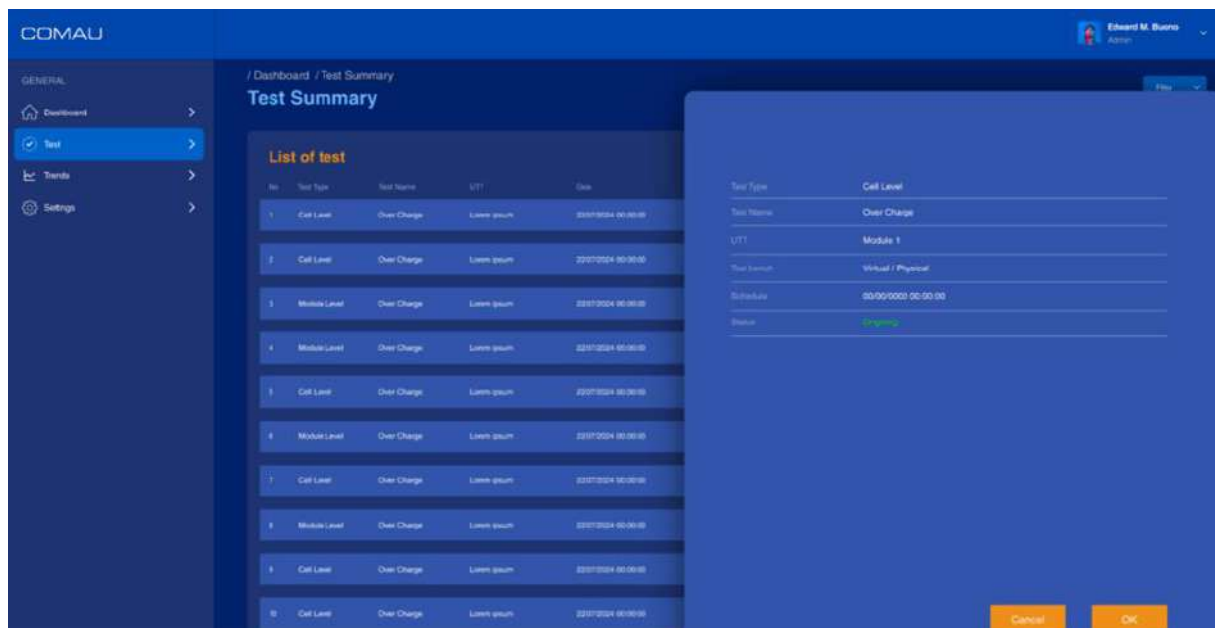 COMAU
Edward M. Buono
Admin
GENERAL
Dashboard
Test
Trends
Settings
/ Dashboard / Test Summary
Test Summary
Filter
List of test
No Test Type Test Name UT1 Date
1 Cell Level Over Charge Lorem ipsum 22/07/2024 00:00:00
2 Cell Level Over Charge Lorem ipsum 22/07/2024 00:00:00
3 Module Level Over Charge Lorem ipsum 22/07/2024 00:00:00
4 Module Level Over Charge Lorem ipsum 22/07/2024 00:00:00
5 Cell Level Over Charge Lorem ipsum 22/07/2024 00:00:00
6 Module Level Over Charge Lorem ipsum 22/07/2024 00:00:00
7 Cell Level Over Charge Lorem ipsum 22/07/2024 00:00:00
8 Module Level Over Charge Lorem ipsum 22/07/2024 00:00:00
9 Cell Level Over Charge Lorem ipsum 22/07/2024 00:00:00
10 Cell Level Over Charge Lorem ipsum 22/07/2024 00:00:00
Test Type Cell Level
Test Name Over Charge
UT1 Module 1
Test bench Virtual / Physical
Schedule 00/00/0000 00:00:00
Status Ongoing
Cancel OK